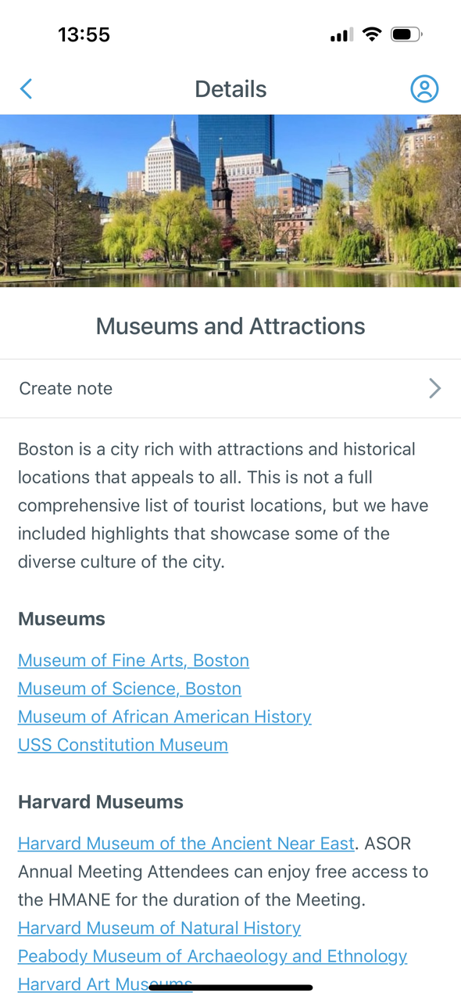 13:55
Details
Museums and Attractions
Create note
Boston is a city rich with attractions and historical
locations that appeals to all. This is not a full
comprehensive list of tourist locations, but we have
included highlights that showcase some of the
diverse culture of the city.
Museums
Museum of Fine Arts, Boston
Museum of Science, Boston
Museum of African American History
USS Constitution Museum
Harvard Museums
Harvard Museum of the Ancient Near East. ASOR
Annual Meeting Attendees can enjoy free access to
the HMANE for the duration of the Meeting.
Harvard Museum of Natural History
Peabody Museum of Archaeology and Ethnology
Harvard Art Museums